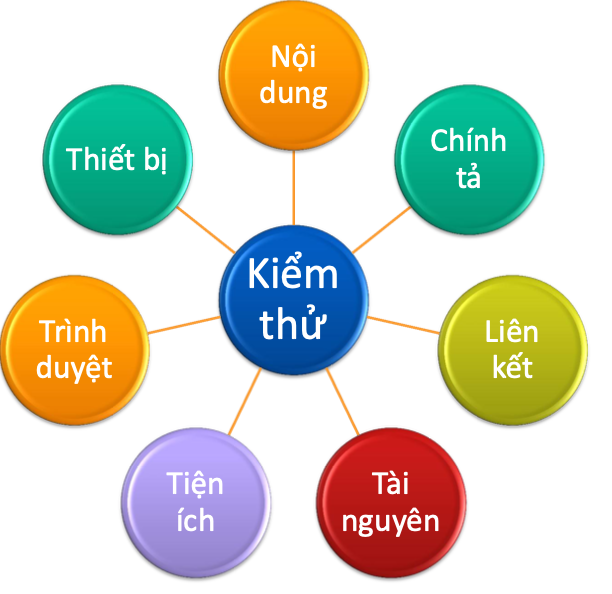 Nội
dung
Chính
tả
Liên
kết
Tài
nguyên
Tiện
ích
Trình
duyệt
Thiết bị
Kiểm
thử